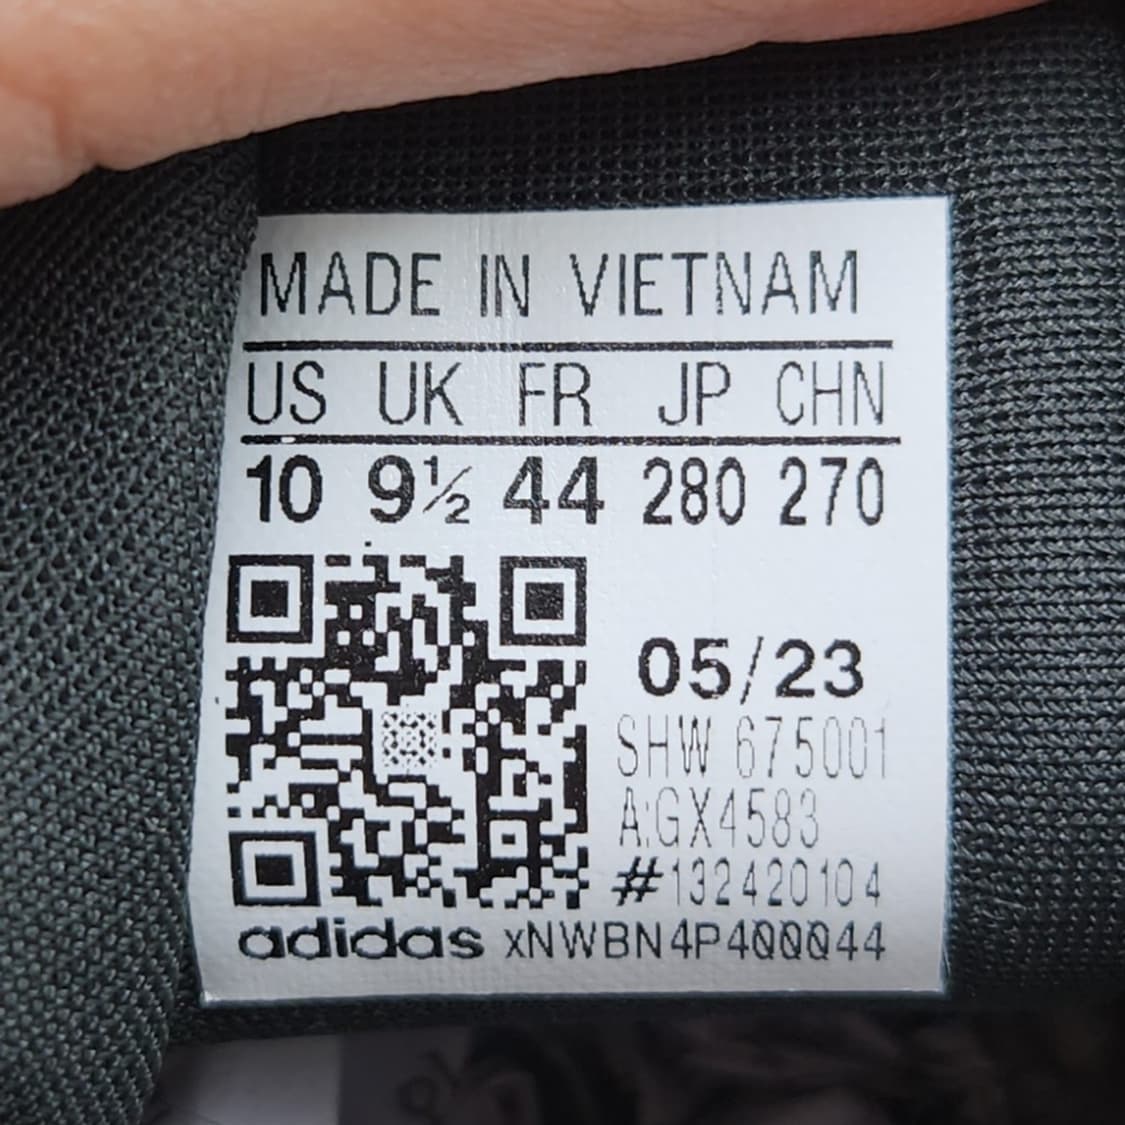 MADE IN VIETNAM
US UK FR JP CHN
10 9½ 44 280 270
05/23
SHW 675001
A:GX4583
#132420104
adidas xNWBN4P400044